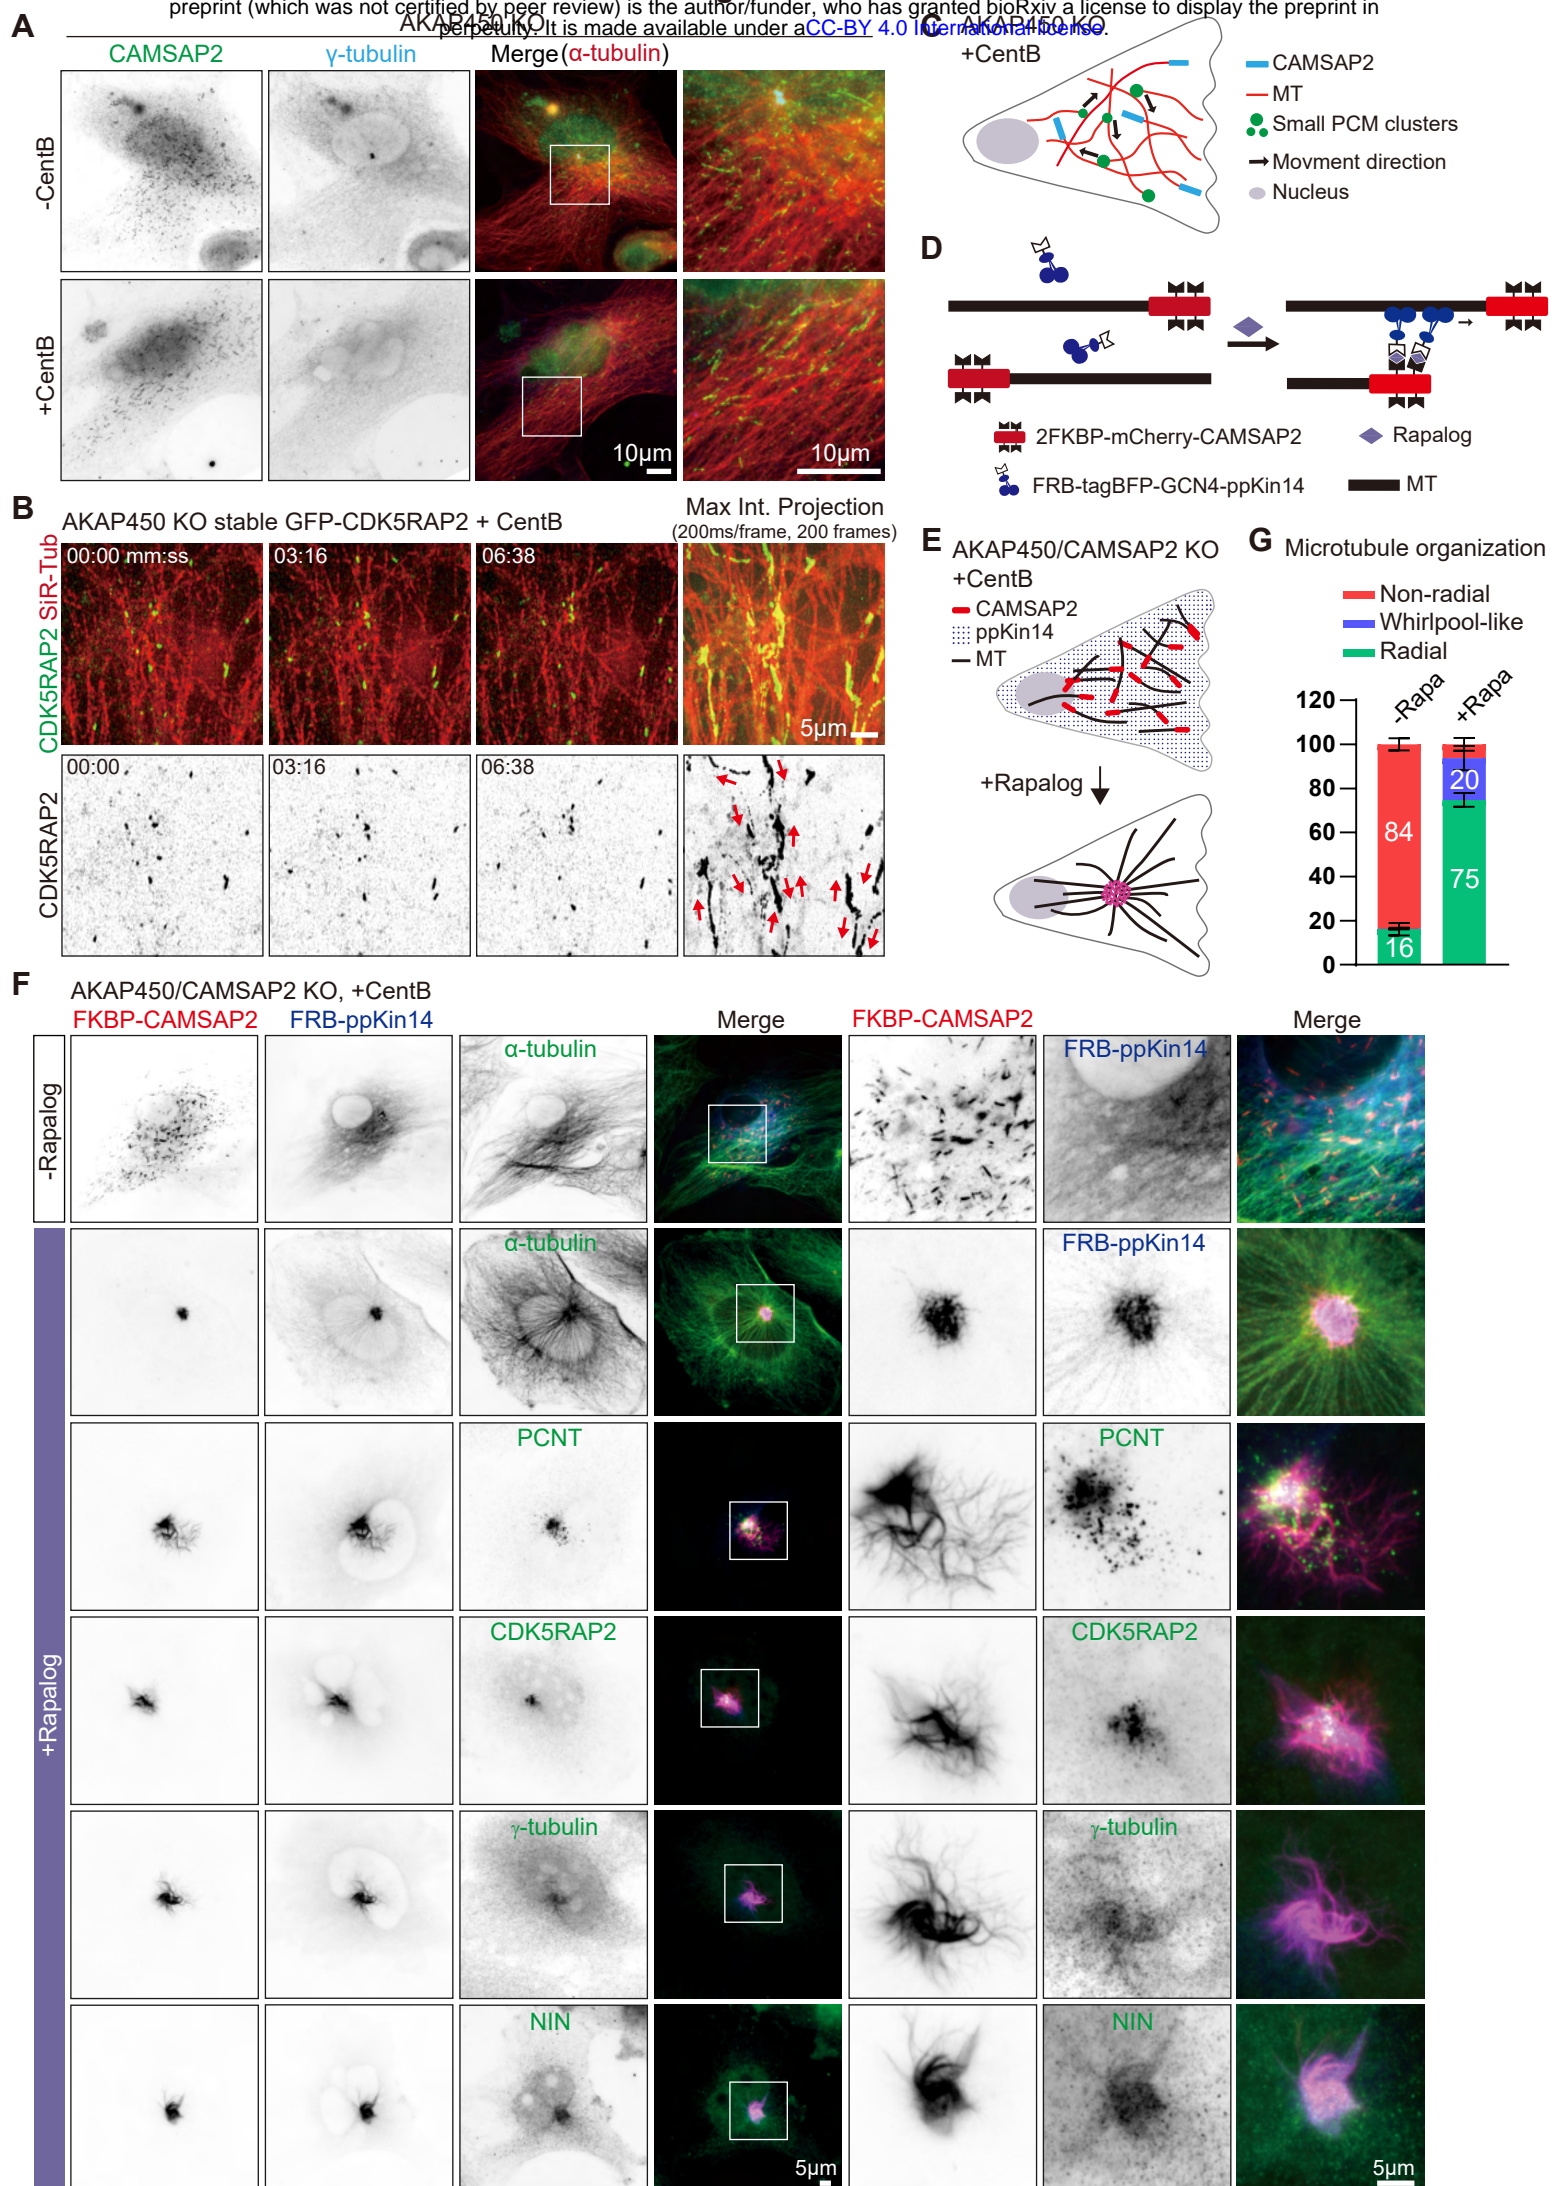 preprint (which was not certified by peer review) is the author/funder, who has granted bioRxiv a license to display the preprint in
perpetuity. It is made available under aCC-BY 4.0 International license.
A
AKAP450 KO
CAMSAP2
γ-tubulin
Merge (α-tubulin)
-CentB
+CentB
10µm
10µm
B
AKAP450 KO stable GFP-CDK5RAP2 + CentB
Max Int. Projection
(200ms/frame, 200 frames)
CDK5RAP2 SiR-Tub
00:00 mm:ss
03:16
06:38
5µm
CDK5RAP2
00:00
03:16
06:38
C
AKAP450 KO
+CentB
CAMSAP2
MT
Small PCM clusters
Movment direction
Nucleus
D
2FKBP-mCherry-CAMSAP2
Rapalog
FRB-tagBFP-GCN4-ppKin14
MT
E
AKAP450/CAMSAP2 KO
+CentB
CAMSAP2
ppKin14
MT
+Rapalog
G
Microtubule organization
Non-radial
Whirlpool-like
Radial
-Rapa
+Rapa
120
100
80
60
40
20
0
84
16
20
75
F
AKAP450/CAMSAP2 KO, +CentB
FKBP-CAMSAP2
FRB-ppKin14
Merge
FKBP-CAMSAP2
Merge
-Rapalog
α-tubulin
FRB-ppKin14
+Rapalog
α-tubulin
FRB-ppKin14
PCNT
PCNT
CDK5RAP2
CDK5RAP2
γ-tubulin
γ-tubulin
NIN
NIN
5µm
5µm